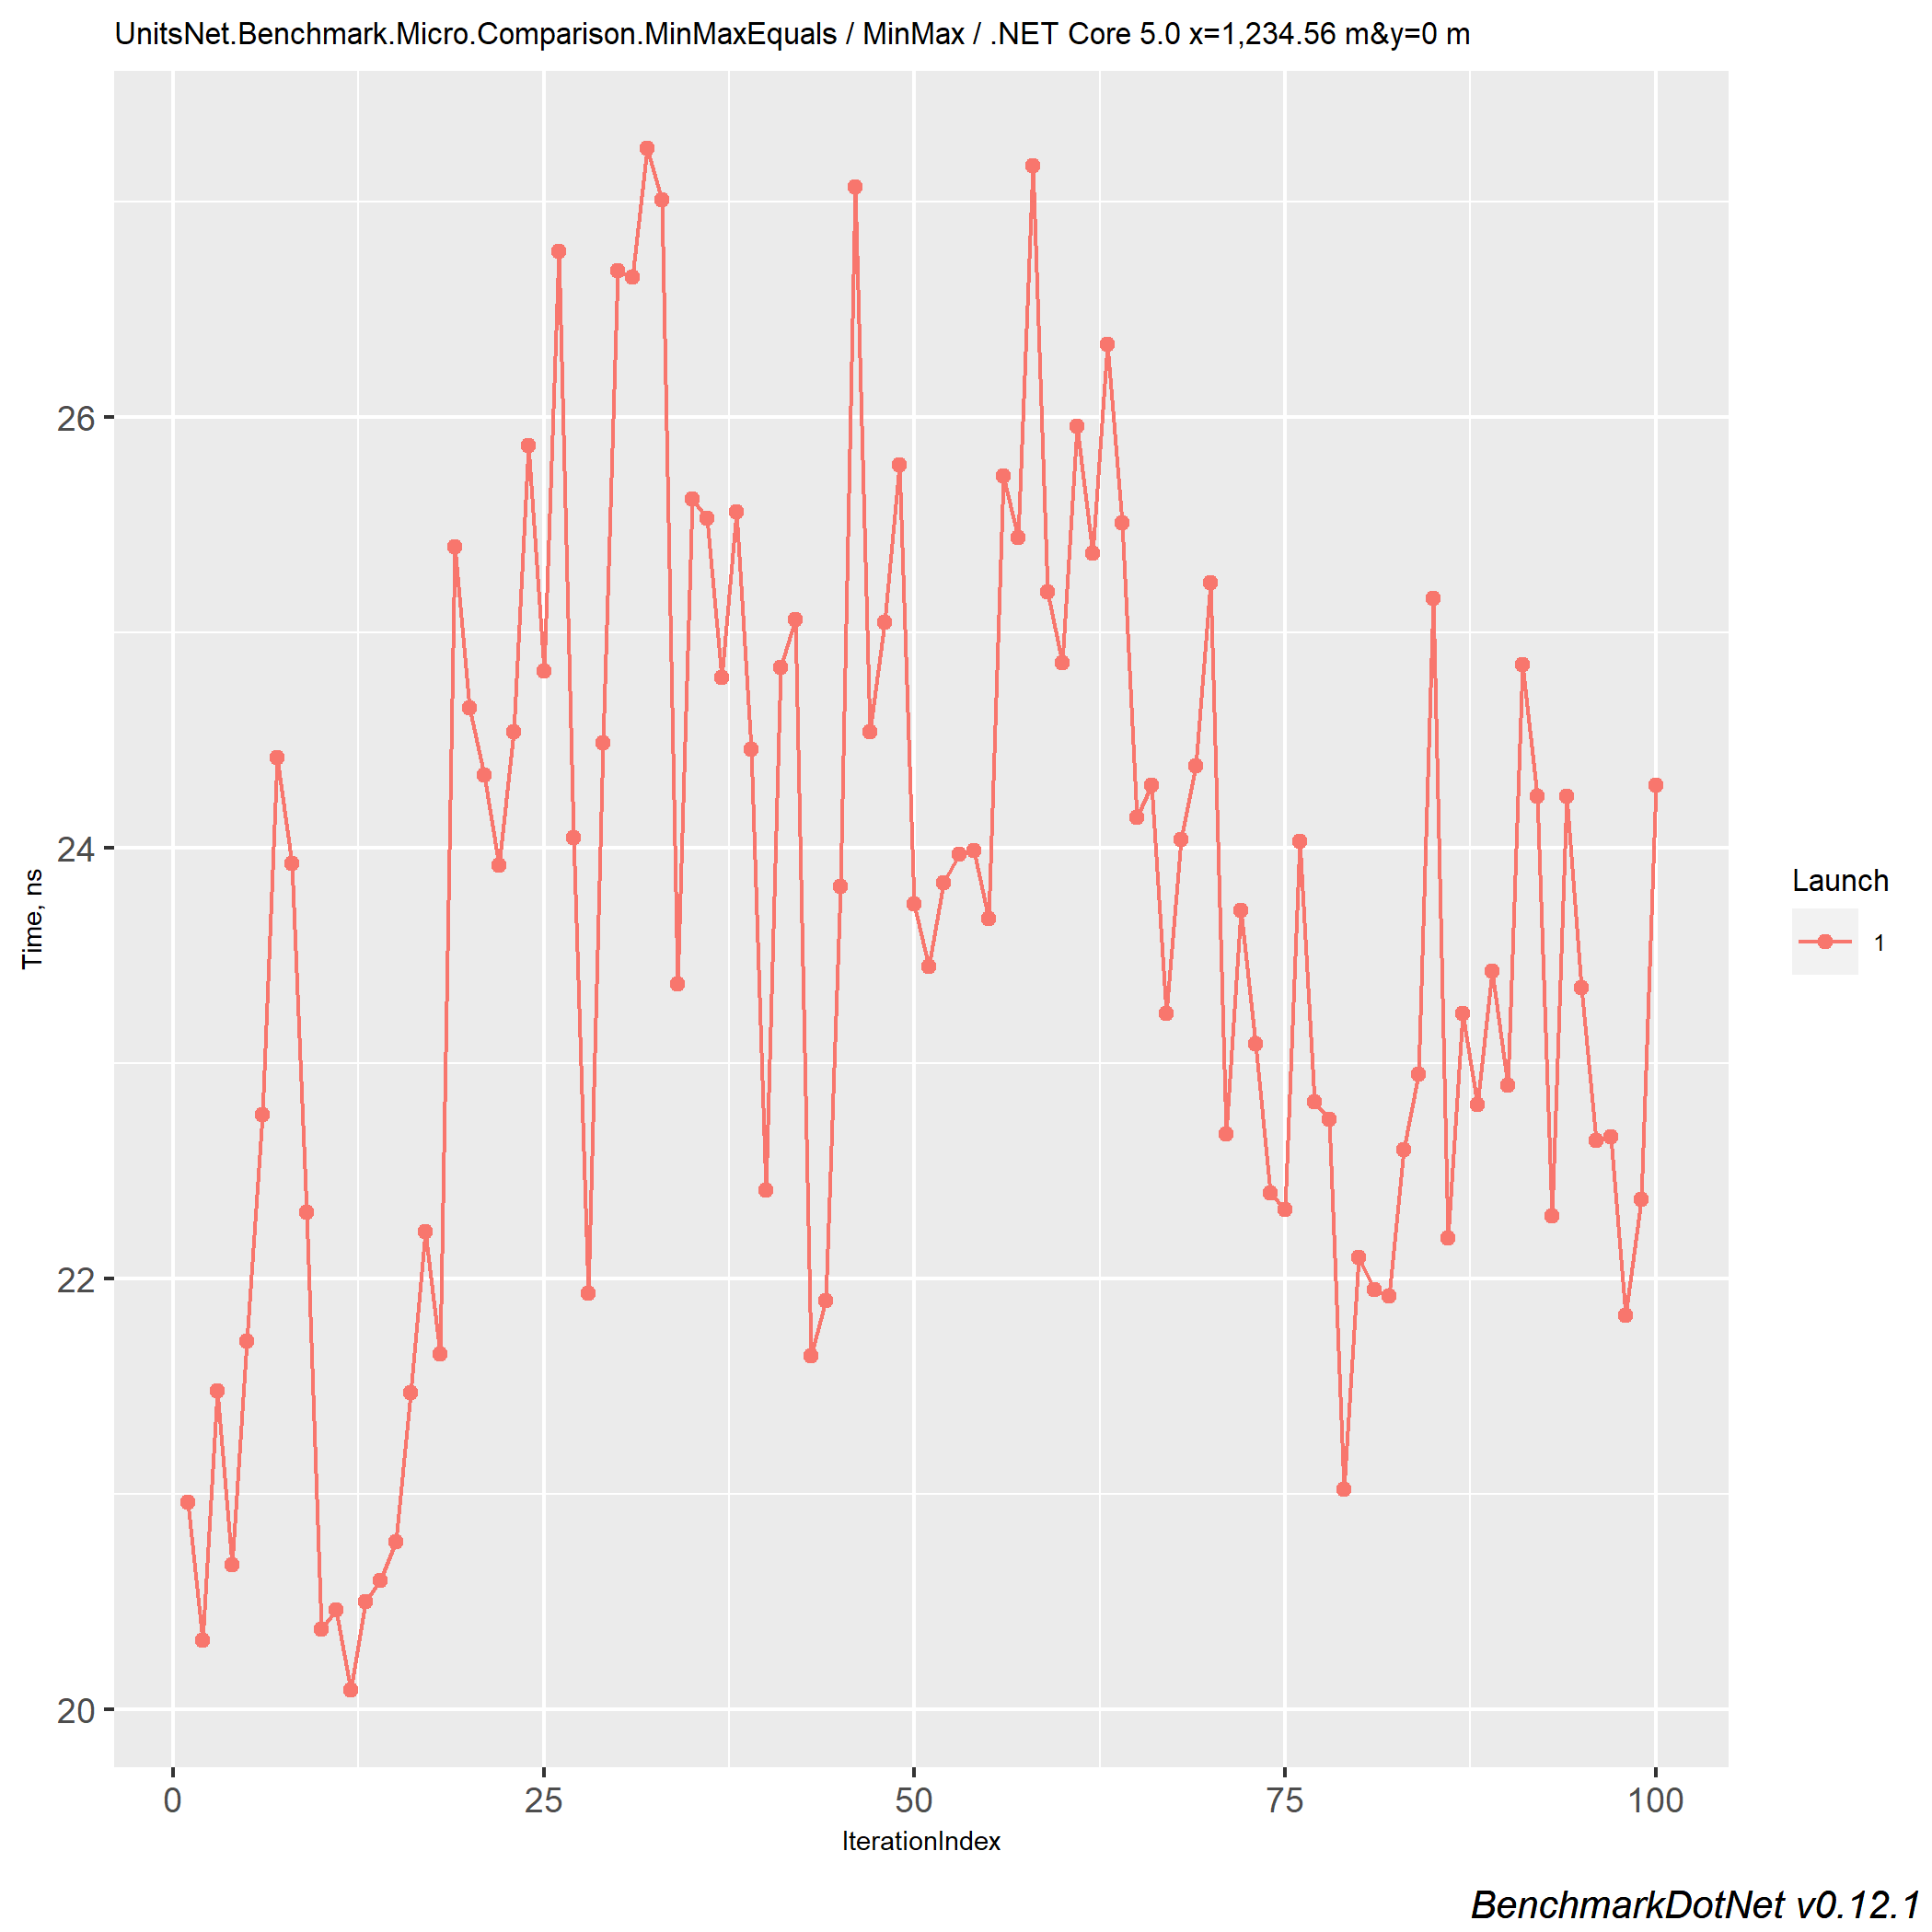 UnitsNet.Benchmark.Micro.Comparison.MinMaxEquals / MinMax / .NET Core 5.0 x=1,234.56 m&y=0 m
26
24
22
20
Time, ns
0 25 50 75 100
IterationIndex
Launch
1
BenchmarkDotNet v0.12.1